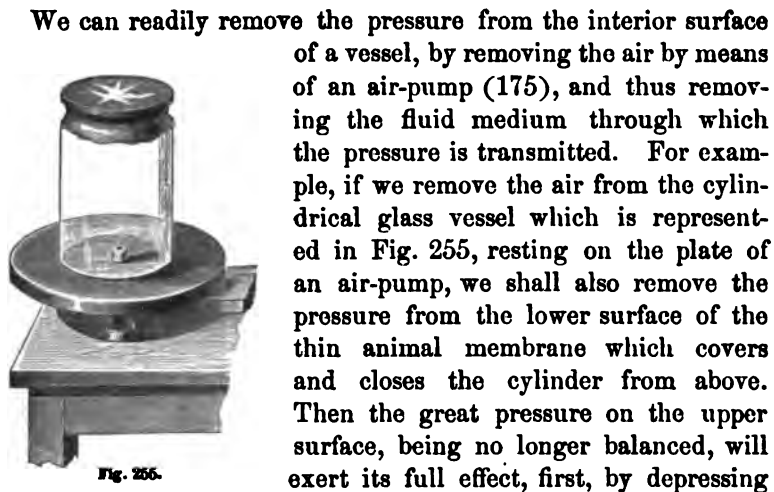 We can readily remove the pressure from the interior surface
of a vessel, by removing the air by means
of an air-pump (175), and thus remov-
ing the fluid medium through which
the pressure is transmitted. For exam-
ple, if we remove the air from the cylin-
drical glass vessel which is represent-
ed in Fig. 255, resting on the plate of
an air-pump, we shall also remove the
pressure from the lower surface of the
thin animal membrane which covers
and closes the cylinder from above.
Then the great pressure on the upper
surface, being no longer balanced, will
exert its full effect, first, by depressing
Fig. 255.